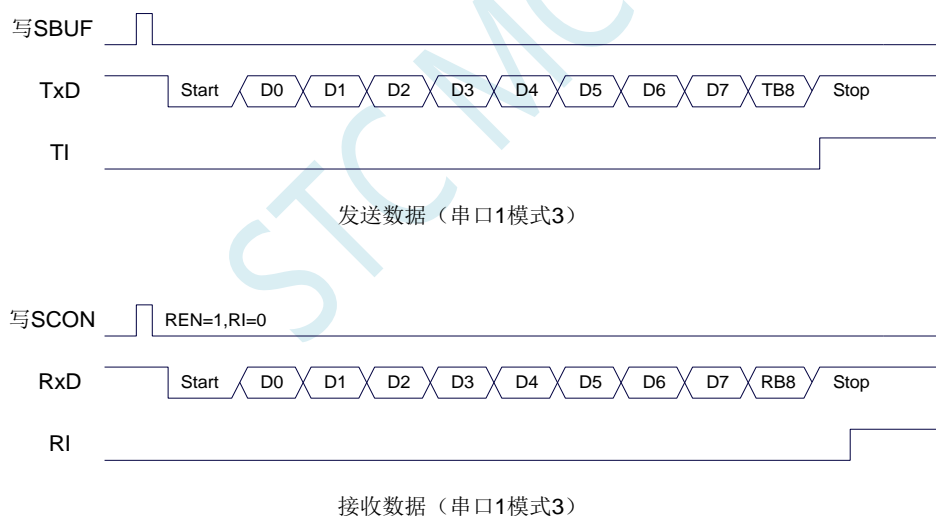 写SBUF
TxD Start D0 D1 D2 D3 D4 D5 D6 D7 TB8 Stop
TI
发送数据（串口1模式3）
写SCON REN=1,RI=0
RxD Start D0 D1 D2 D3 D4 D5 D6 D7 RB8 Stop
RI
接收数据（串口1模式3）
STC MC